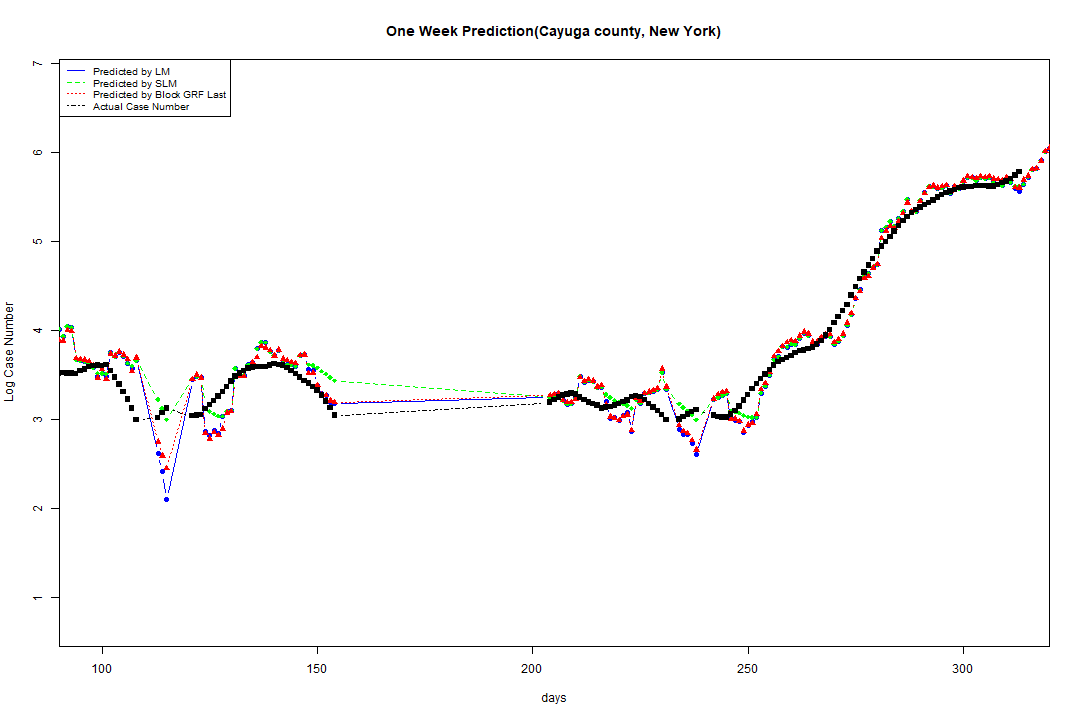 One Week Prediction(Cayuga county, New York)
Predicted by LM
Predicted by SLM
Predicted by Block GRF Last
Actual Case Number
7
6
5
4
3
2
1
Log Case Number
100 150 200 250 300
days